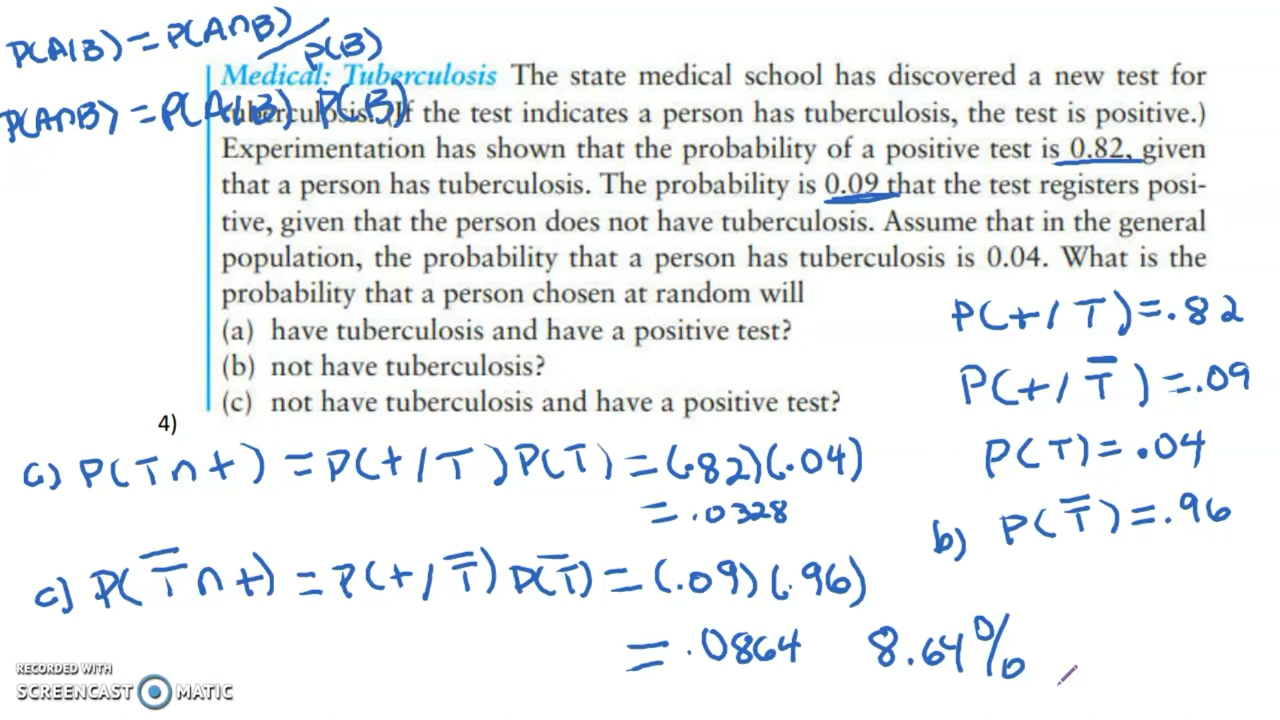 P(A|B) = P(A∩B)/P(B)
P(A∩B) = P(A|B) P(B)
Medical: Tuberculosis The state medical school has discovered a new test for
tuberculosis. (If the test indicates a person has tuberculosis, the test is positive.)
Experimentation has shown that the probability of a positive test is 0.82, given
that a person has tuberculosis. The probability is 0.09 that the test registers posi-
tive, given that the person does not have tuberculosis. Assume that in the general
population, the probability that a person has tuberculosis is 0.04. What is the
probability that a person chosen at random will
(a) have tuberculosis and have a positive test?
(b) not have tuberculosis?
(c) not have tuberculosis and have a positive test?
P(+/T) = .82
P(+/T̅) = .09
P(T) = .04
b) P(T̅) = .96
4)
a) P(T∩+) = P(+/T) P(T) = (.82)(.04)
= .0328
c) P(T̅∩+) = P(+/T̅) P(T̅) = (.09)(.96)
= .0864 8.64%
RECORDED WITH
SCREENCAST MATIC